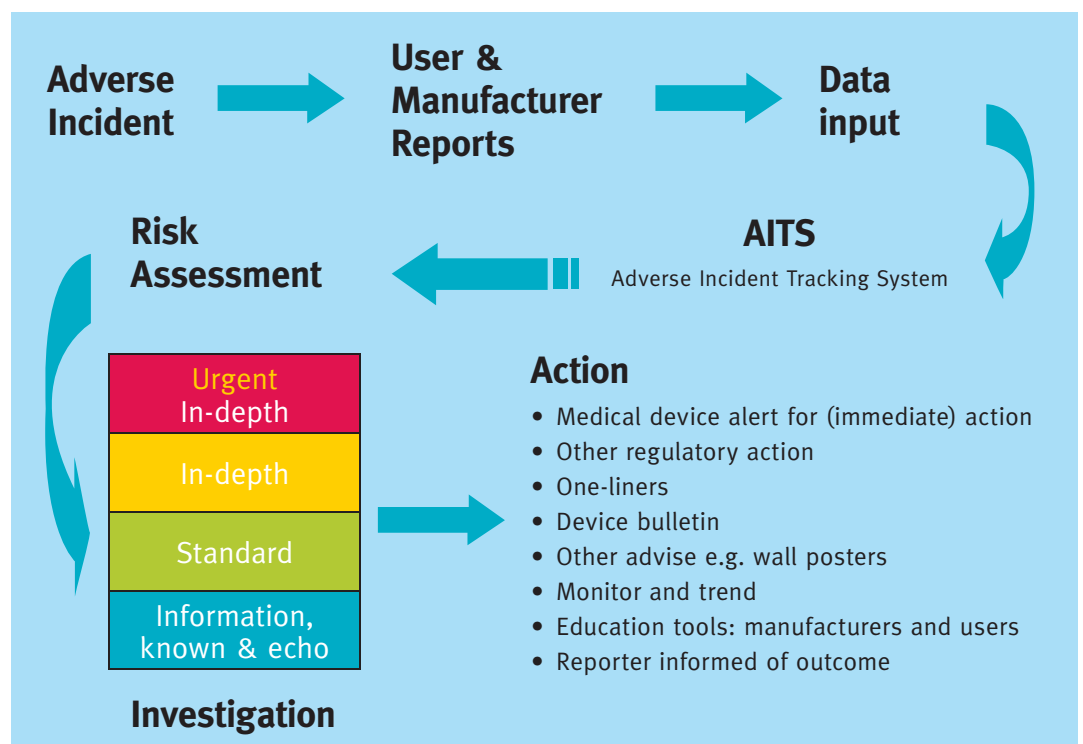 Adverse
Incident
User &
Manufacturer
Reports
Data
input
AITS
Adverse Incident Tracking System
Risk
Assessment
Urgent
In-depth
In-depth
Standard
Information,
known & echo
Investigation
Action
• Medical device alert for (immediate) action
• Other regulatory action
• One-liners
• Device bulletin
• Other advise e.g. wall posters
• Monitor and trend
• Education tools: manufacturers and users
• Reporter informed of outcome